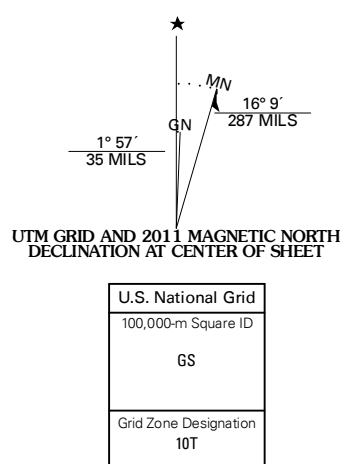 MN
GN
16° 9´
287 MILS
1° 57´
35 MILS
UTM GRID AND 2011 MAGNETIC NORTH
DECLINATION AT CENTER OF SHEET
U.S. National Grid
100,000-m Square ID
GS
Grid Zone Designation
10T